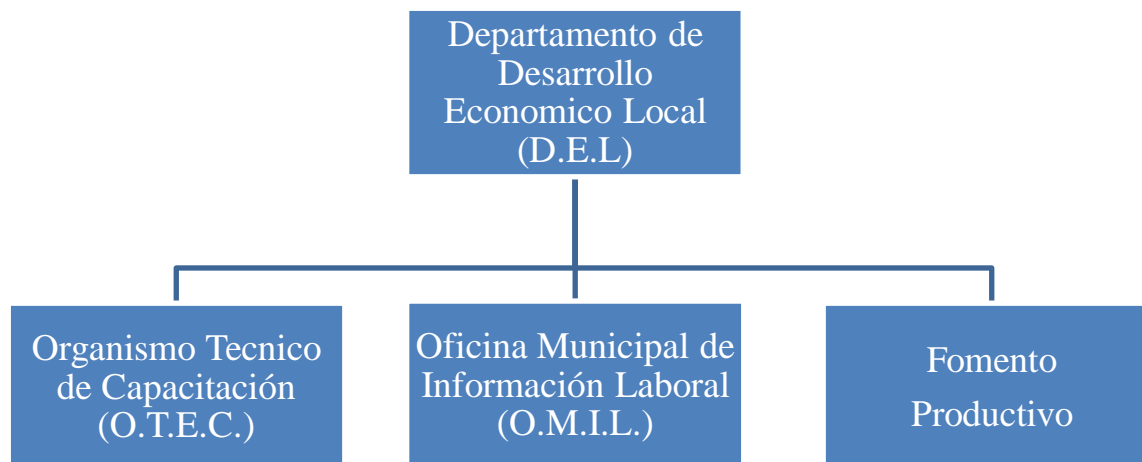 Departamento de
Desarrollo
Economico Local
(D.E.L)
Organismo Tecnico
de Capacitación
(O.T.E.C.)
Oficina Municipal de
Información Laboral
(O.M.I.L.)
Fomento
Productivo